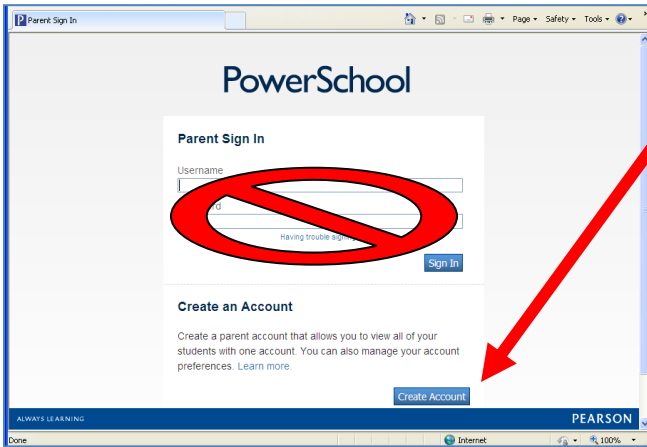 Parent Sign In
Page Safety Tools
PowerSchool
Parent Sign In
Username
Having trouble
Sign In
Create an Account
Create a parent account that allows you to view all of your
students with one account. You can also manage your account
preferences. Learn more.
Create Account
ALWAYS LEARNING
PEARSON
Done
Internet
100%